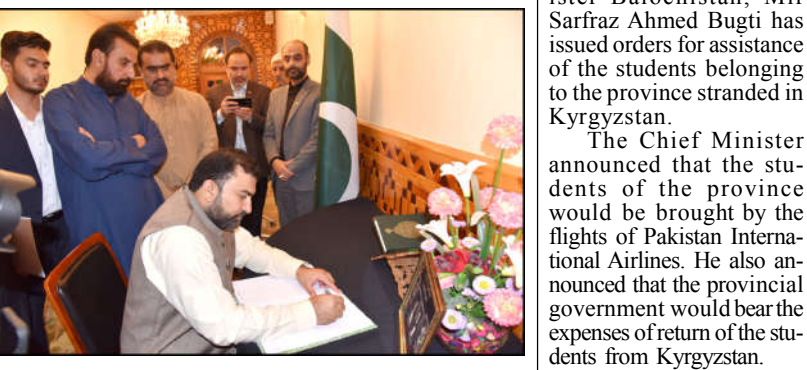 ister Balochistan, Mir
Sarfraz Ahmed Bugti has
issued orders for assistance
of the students belonging
to the province stranded in
Kyrgyzstan.
The Chief Minister
announced that the stu-
dents of the province
would be brought by the
flights of Pakistan Interna-
tional Airlines. He also an-
nounced that the provincial
government would bear the
expenses of return of the stu-
dents from Kyrgyzstan.